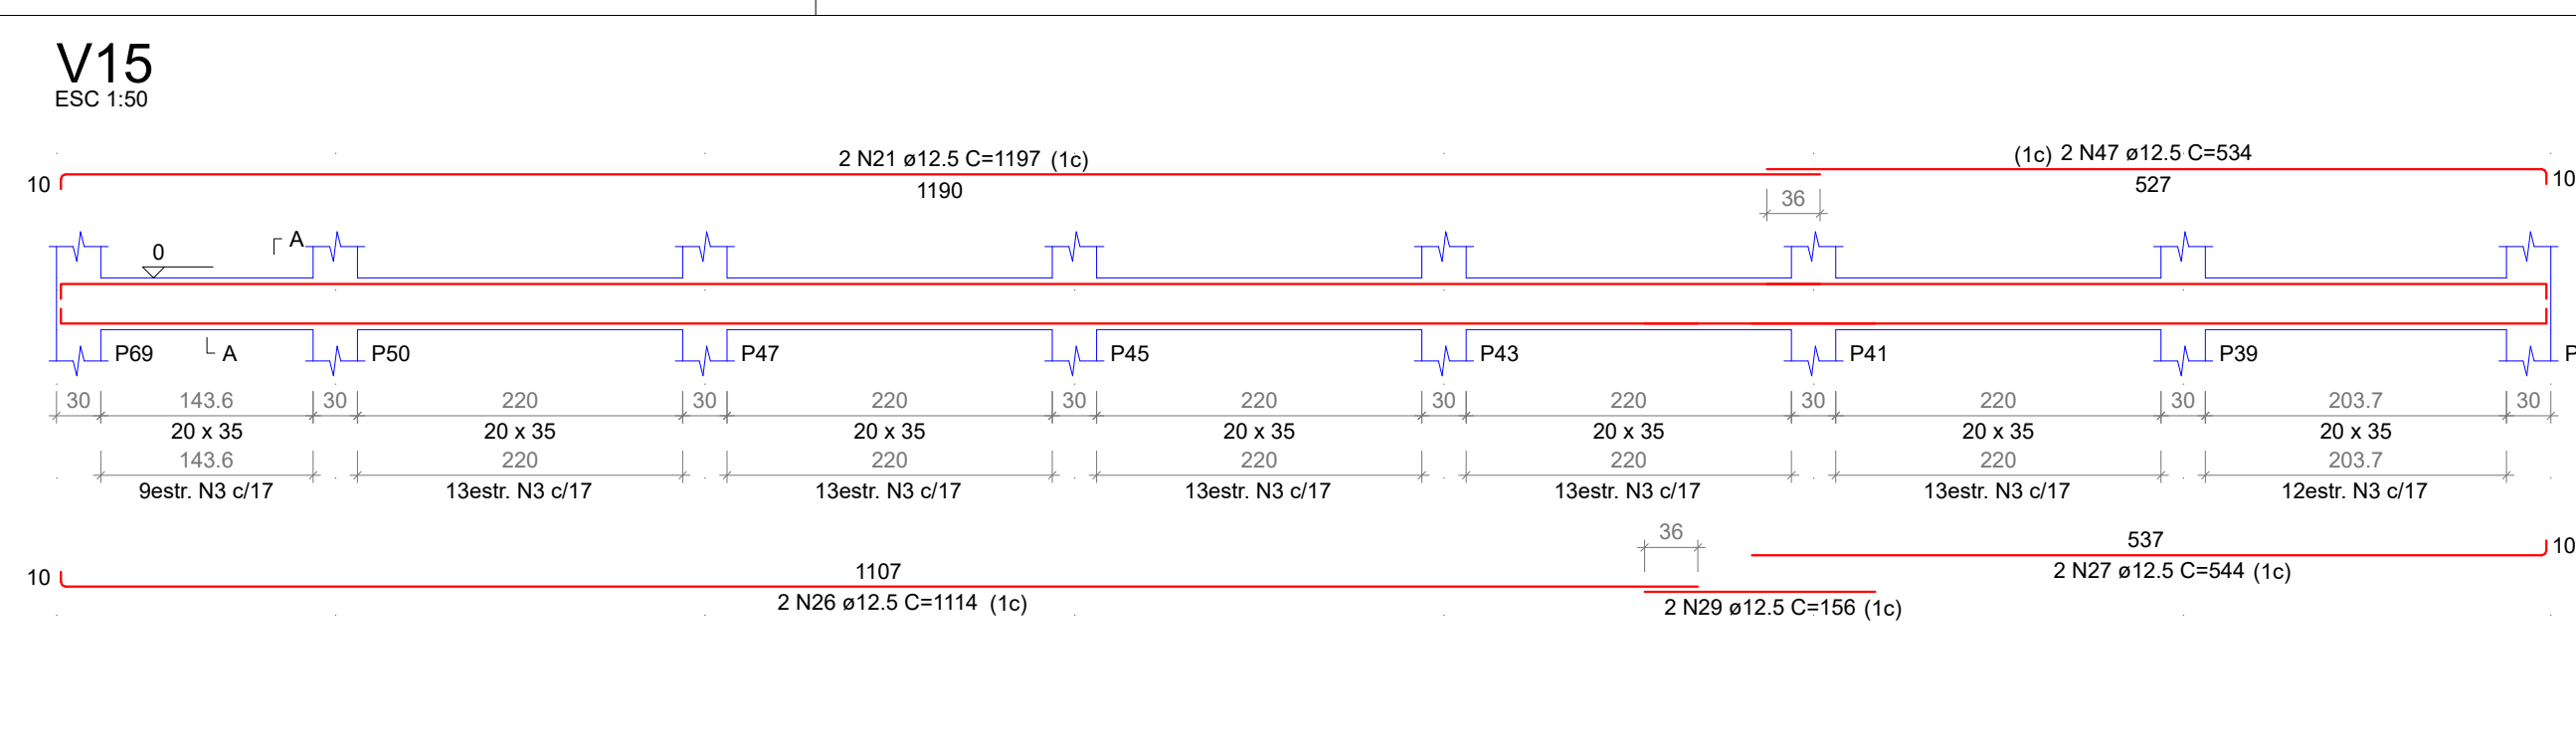 V15
ESC 1:50
2 N21 ø12.5 C=1197 (1c)
(1c) 2 N47 ø12.5 C=534
10
1190
527
10
36
A
0
P69
A
P50
P47
P45
P43
P41
P39
P
30 143.6 30 220 30 220 30 220 30 220 30 220 30 203.7 30
20 x 35 20 x 35 20 x 35 20 x 35 20 x 35 20 x 35 20 x 35
143.6 220 220 220 220 220 203.7
9estr. N3 c/17 13estr. N3 c/17 13estr. N3 c/17 13estr. N3 c/17 13estr. N3 c/17 13estr. N3 c/17 12estr. N3 c/17
36
537
10
2 N27 ø12.5 C=544 (1c)
10
1107
2 N26 ø12.5 C=1114 (1c)
2 N29 ø12.5 C=156 (1c)